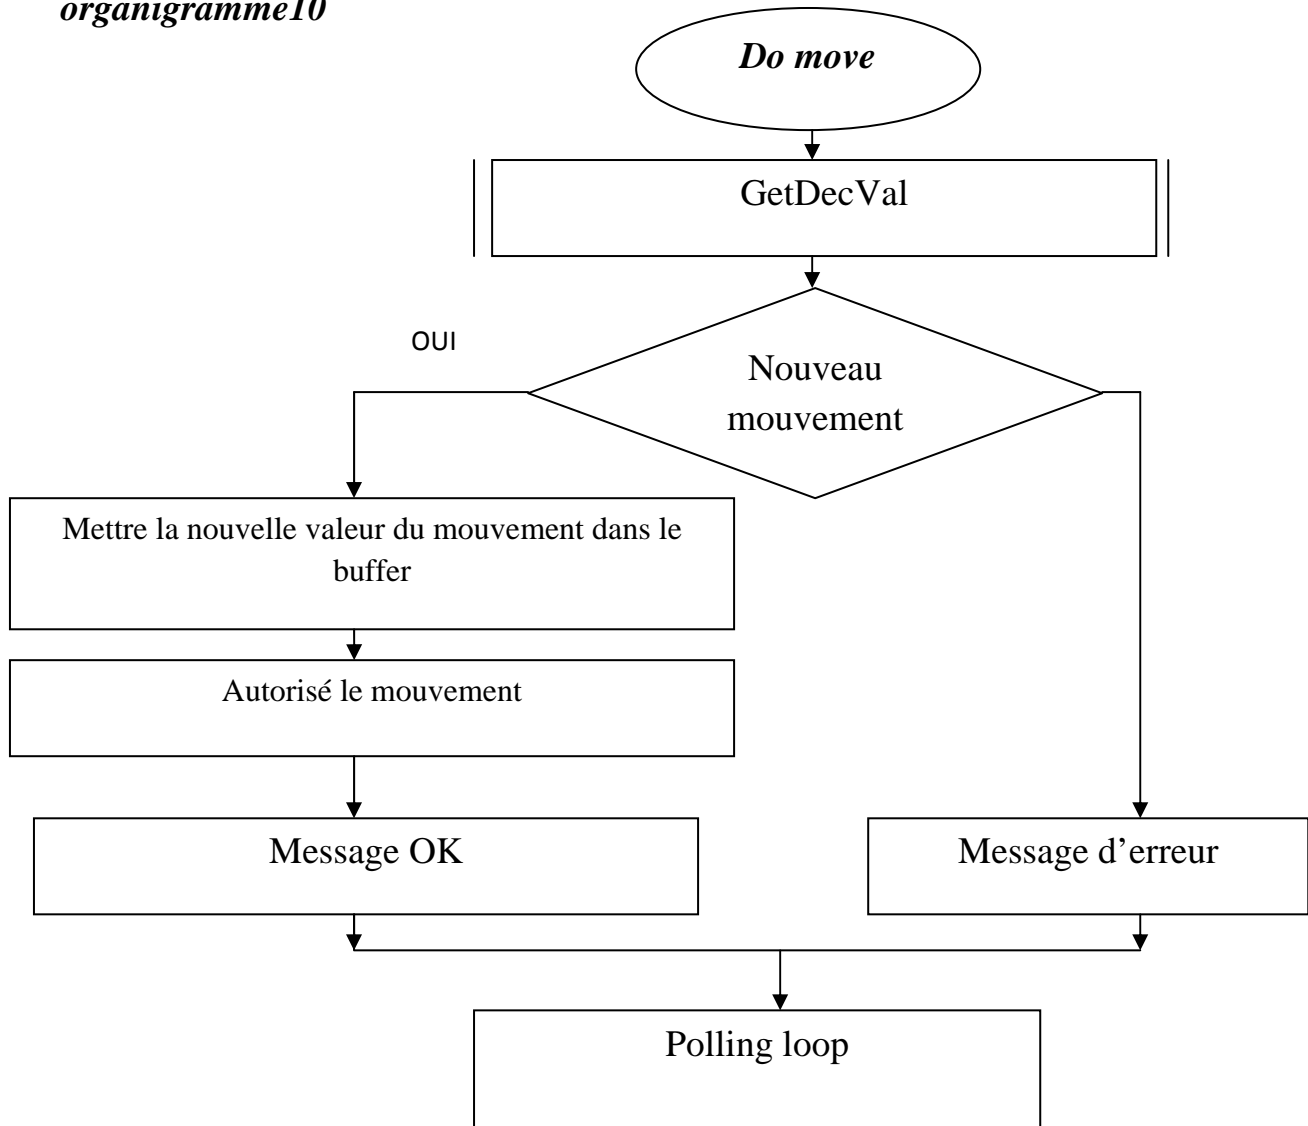 organigramme10
Do move
GetDecVal
OUI
Nouveau
mouvement
Mettre la nouvelle valeur du mouvement dans le
buffer
Autorisé le mouvement
Message OK
Message d’erreur
Polling loop